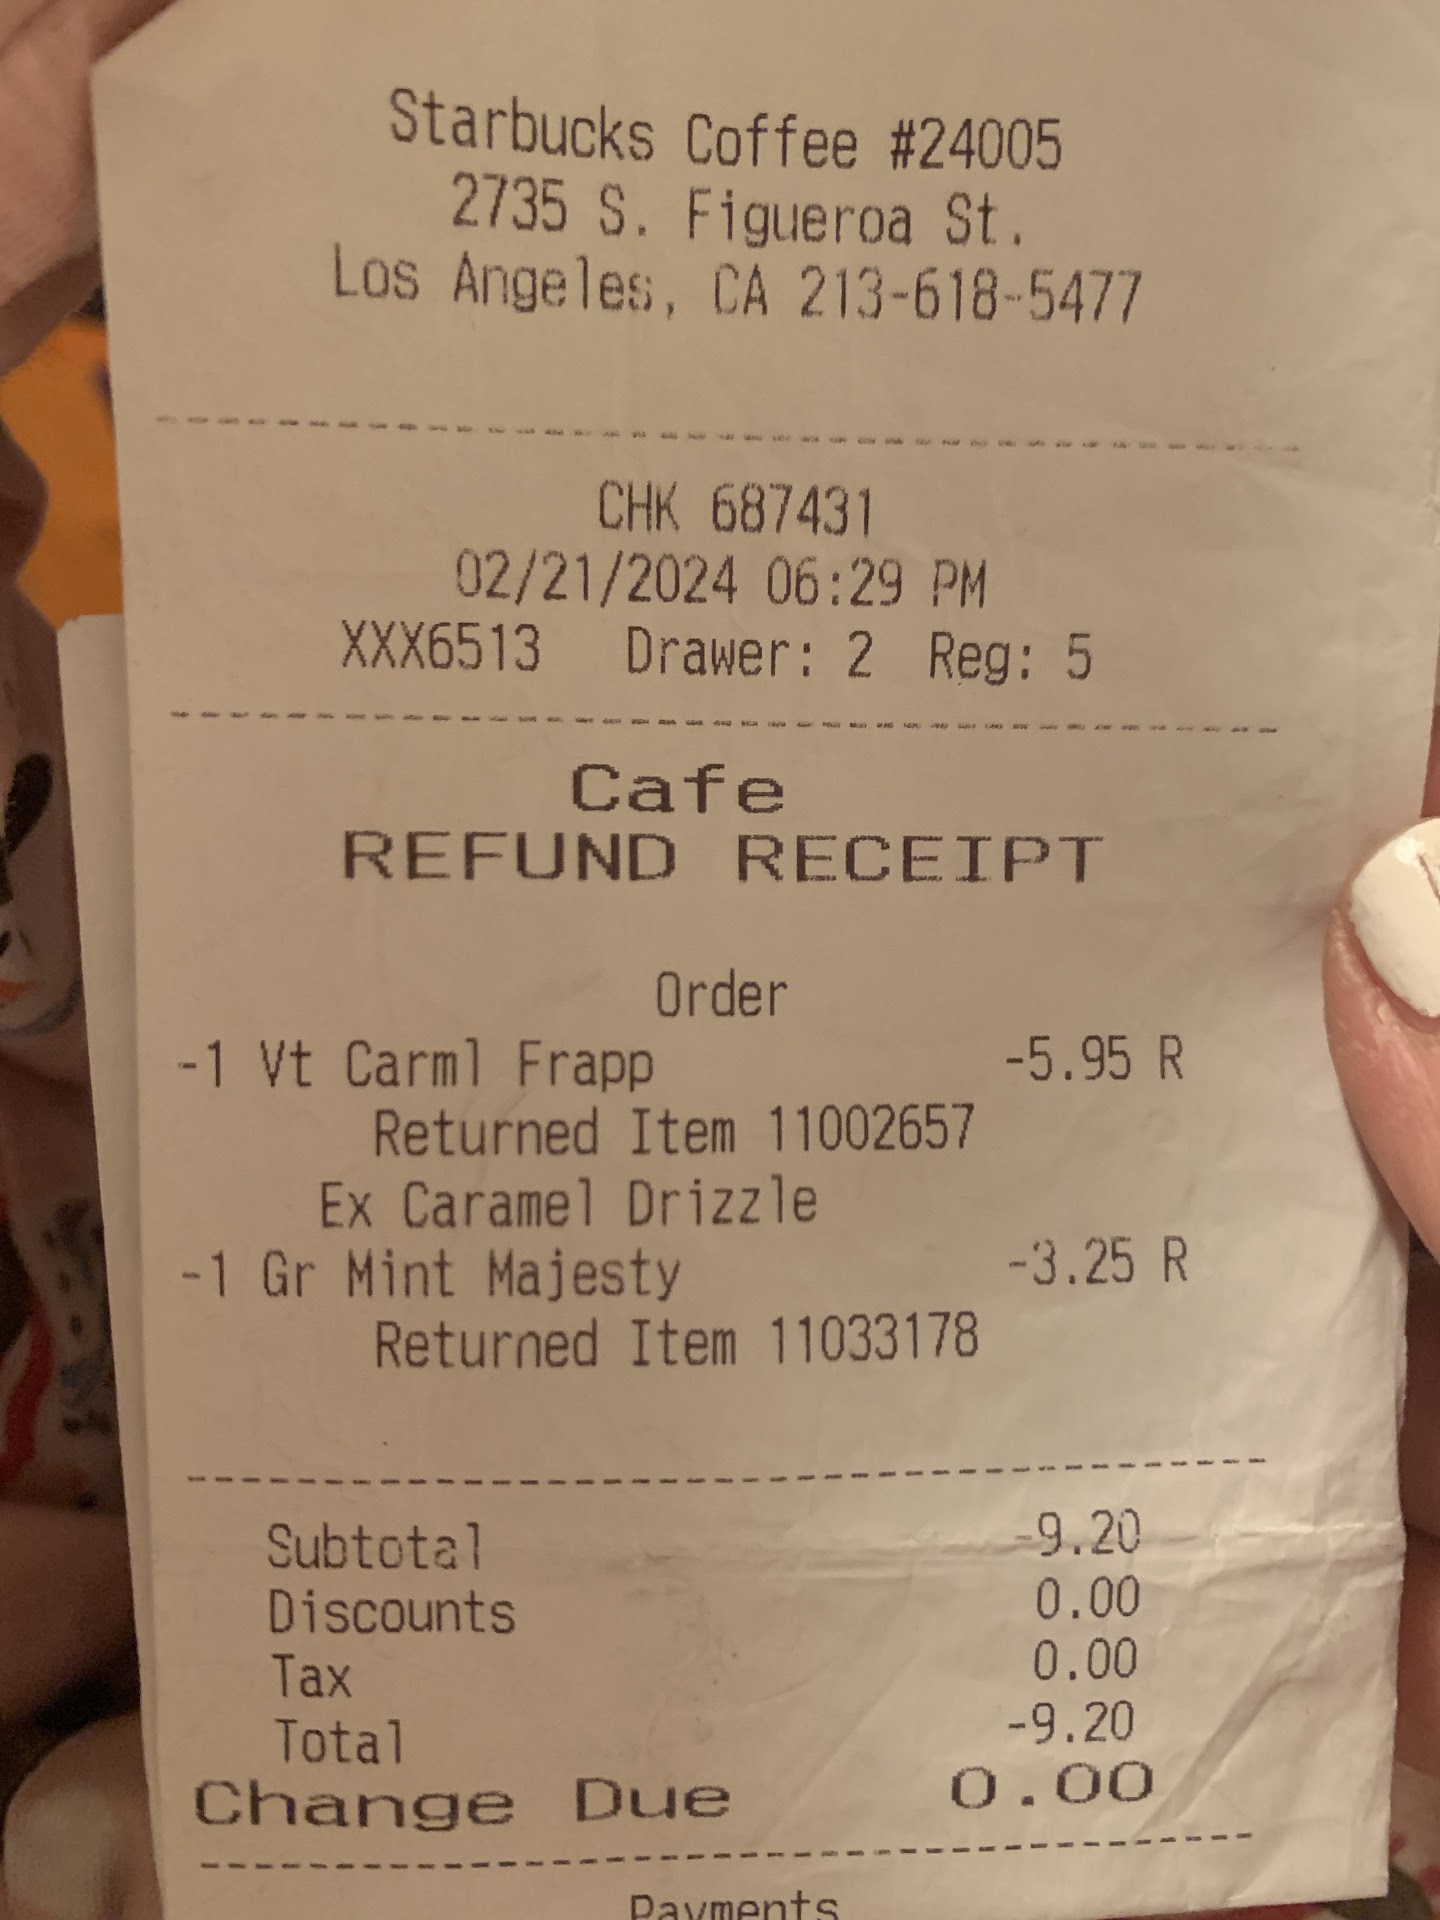 Starbucks Coffee #24005
2735 S. Figueroa St.
Los Angeles, CA 213-618-5477
CHK 687431
02/21/2024 06:29 PM
XXX6513 Drawer: 2 Reg: 5
Cafe
REFUND RECEIPT
Order
-1 Vt Carml Frapp -5.95 R
Returned Item 11002657
Ex Caramel Drizzle
-1 Gr Mint Majesty -3.25 R
Returned Item 11033178
Subtotal -9.20
Discounts 0.00
Tax 0.00
Total -9.20
Change Due 0.00
Payments